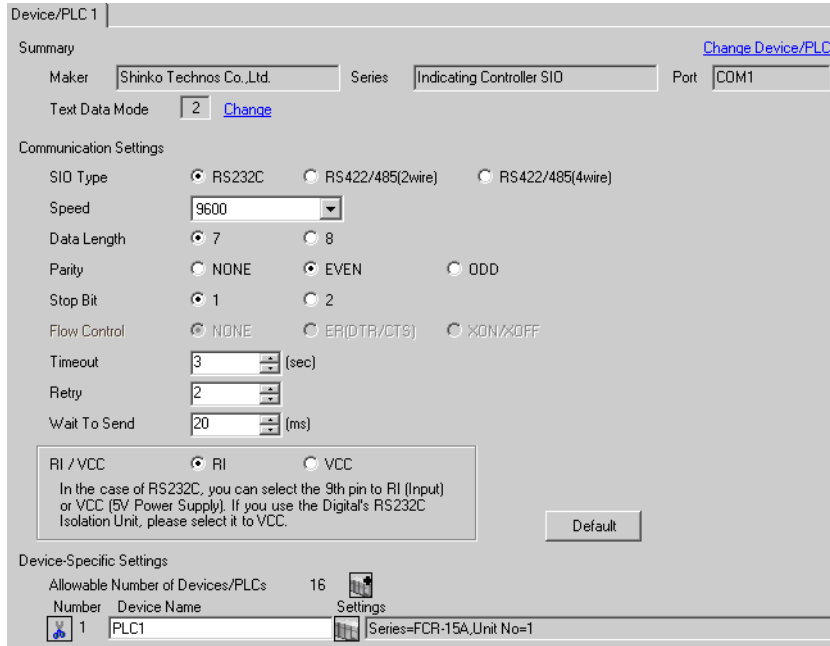 Device/PLC 1
Summary Change Device/PLC
Maker Shinko Technos Co.,Ltd. Series Indicating Controller SIO Port COM1
Text Data Mode 2 Change
Communication Settings
SIO Type RS232C RS422/485(2wire) RS422/485(4wire)
Speed 9600
Data Length 7 8
Parity NONE EVEN ODD
Stop Bit 1 2
Flow Control NONE ER(DTR/CTS) XON/XOFF
Timeout 3 (sec)
Retry 2
Wait To Send 20 (ms)
RI / VCC RI VCC
In the case of RS232C, you can select the 9th pin to RI (Input)
or VCC (5V Power Supply). If you use the Digital's RS232C
Isolation Unit, please select it to VCC.
Default
Device-Specific Settings
Allowable Number of Devices/PLCs 16
Number Device Name Settings
1 PLC1 Series=FCR-15A,Unit No=1